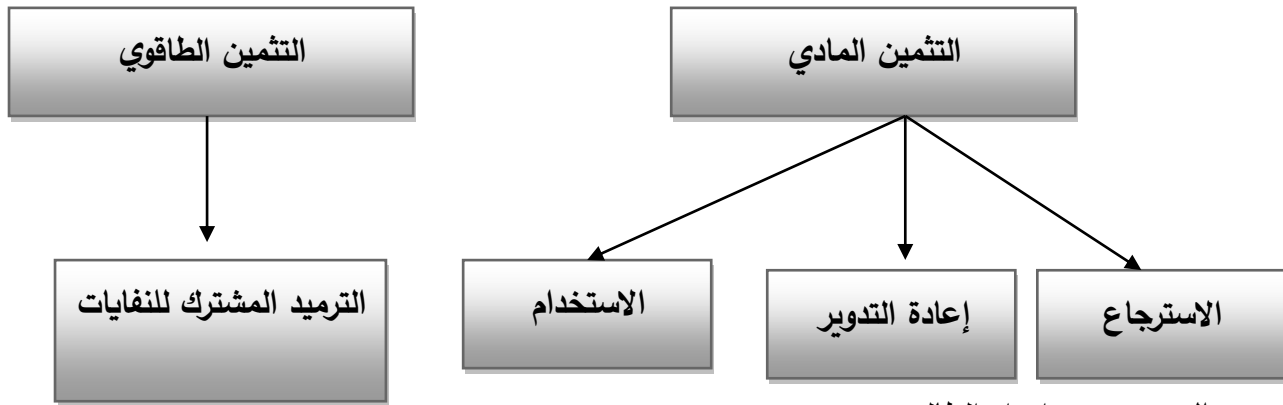 التثمين المادي
التثمين الطاقوي
الاسترجاع
إعادة التدوير
الاستخدام
الترميد المشترك للنفايات